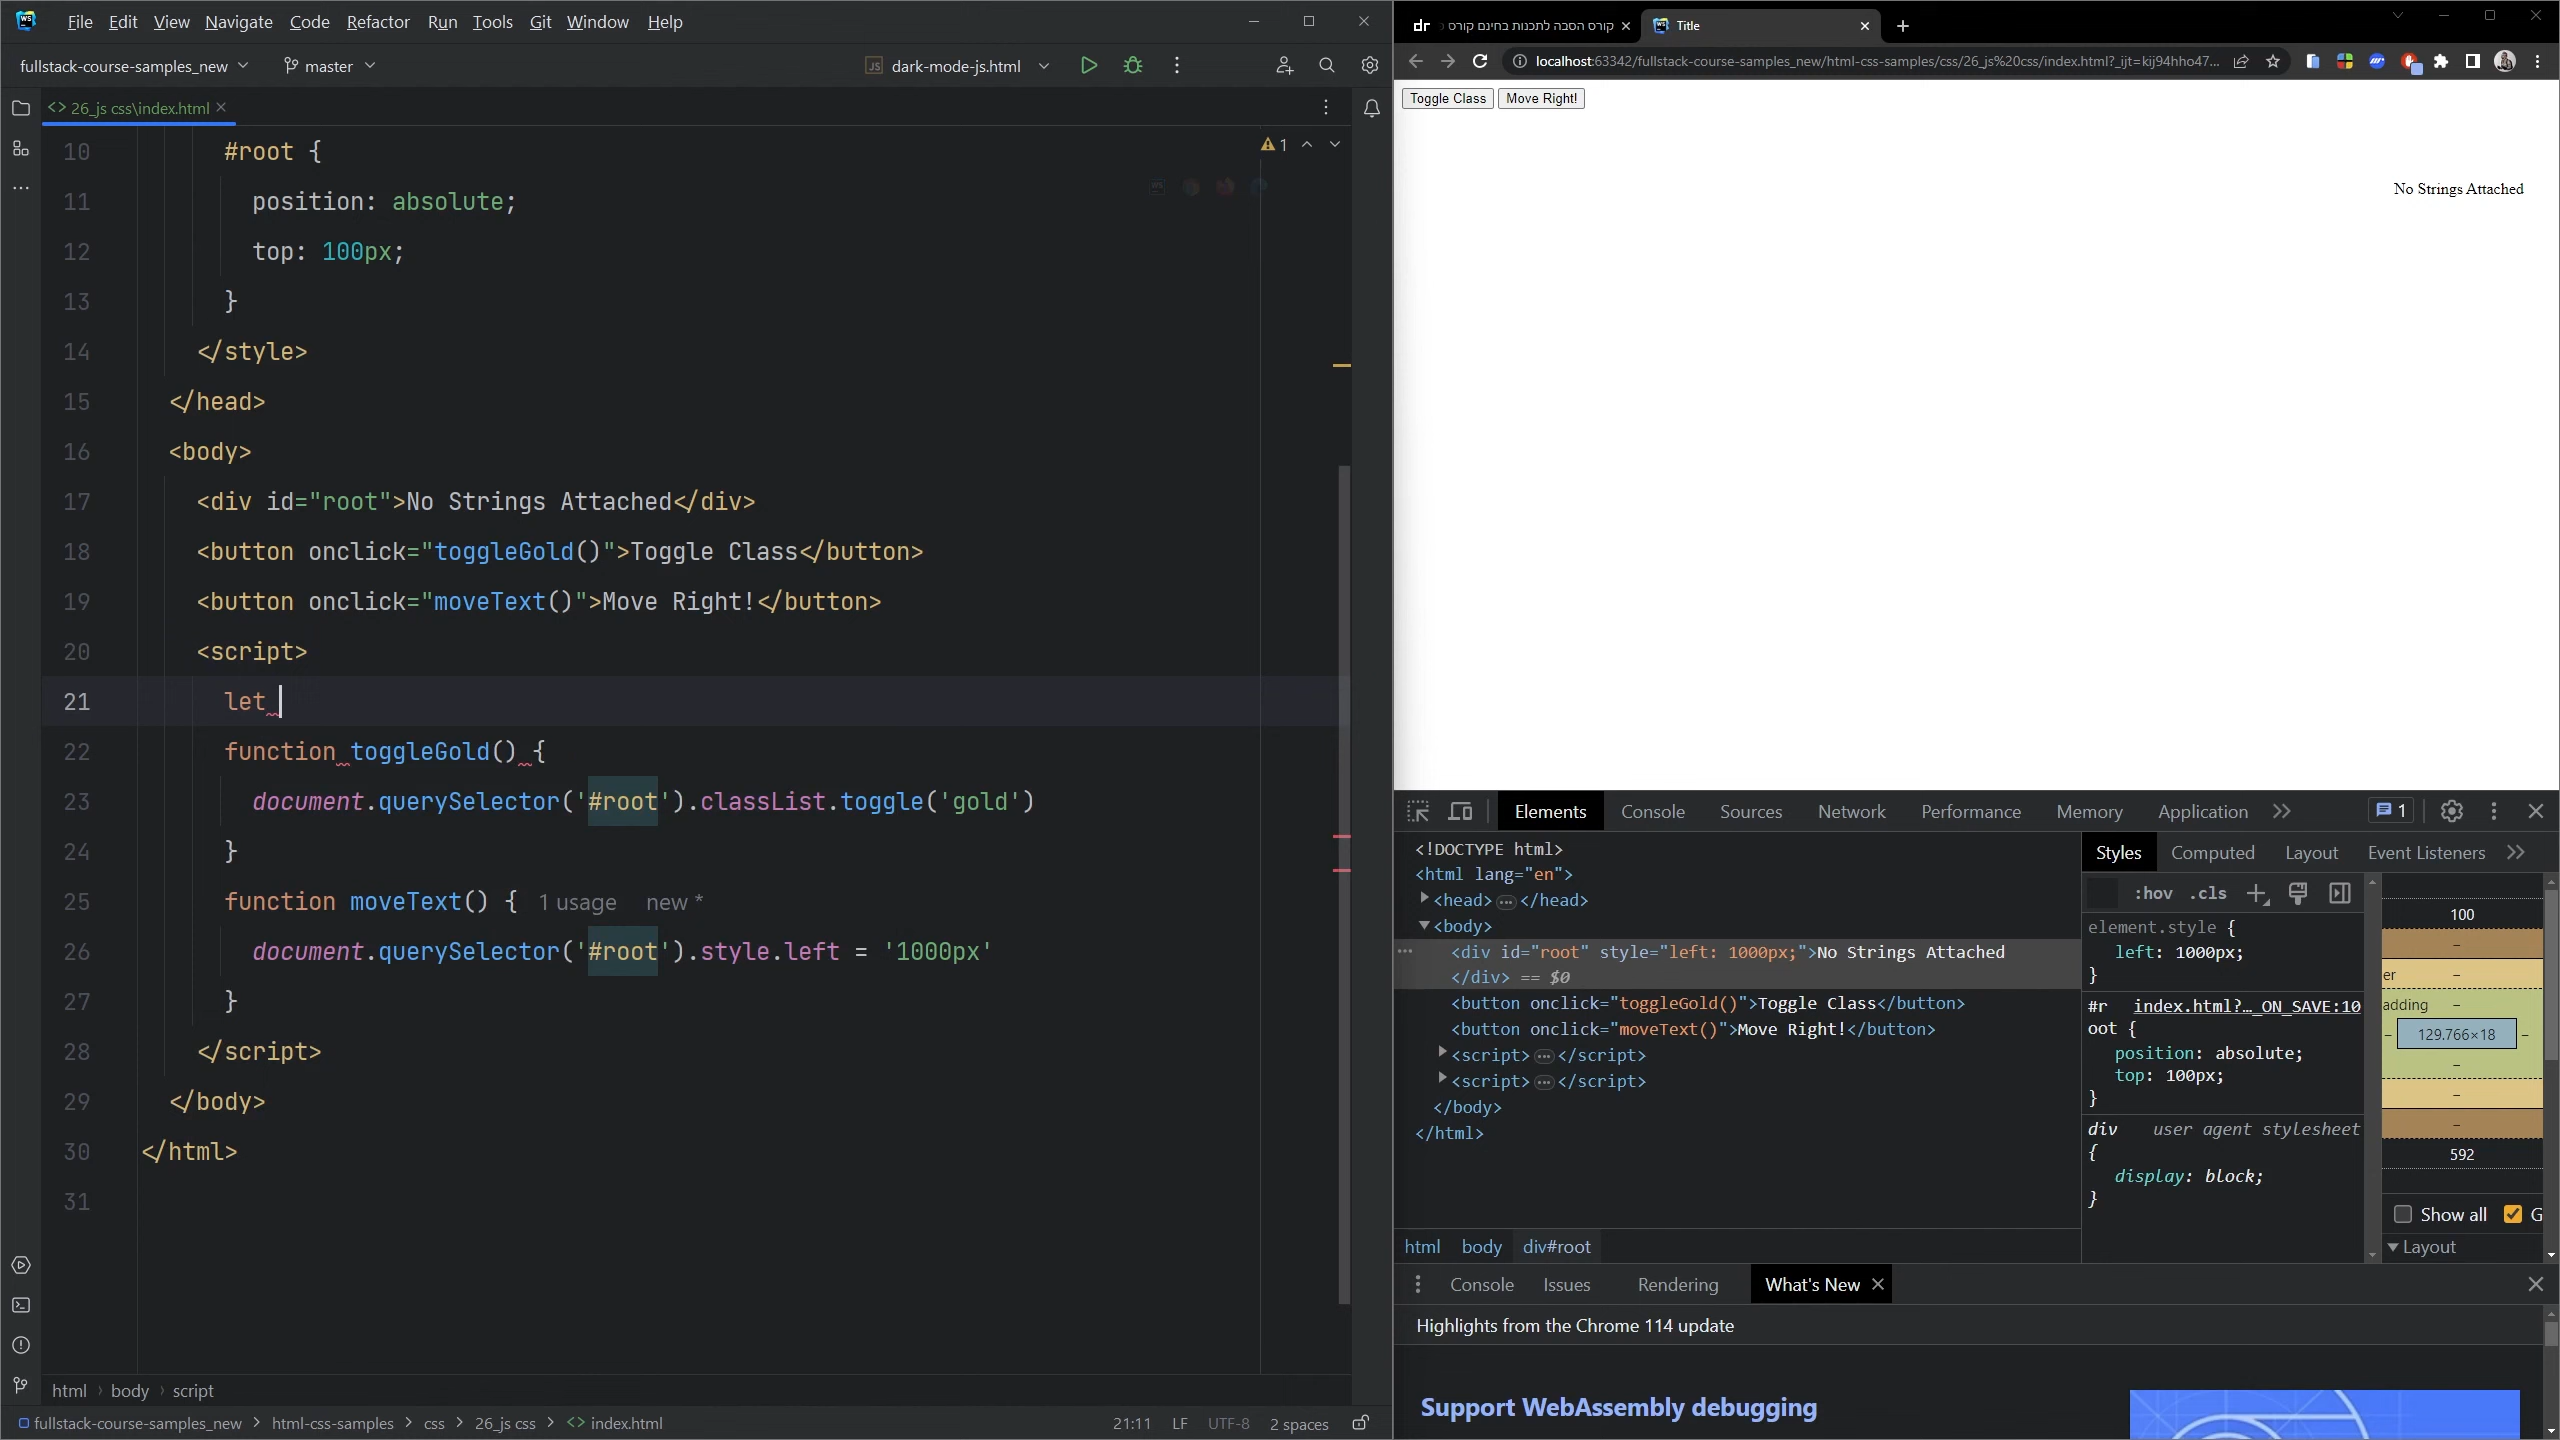 File Edit View Navigate Code Refactor Run Tools Git Window Help
fullstack-course-samples_new master dark-mode-js.html
26_js css\index.html
1
10 #root {
11 position: absolute;
12 top: 100px;
13 }
14 </style>
15 </head>
16 <body>
17 <div id="root">No Strings Attached</div>
18 <button onclick="toggleGold()">Toggle Class</button>
19 <button onclick="moveText()">Move Right!</button>
20 <script>
21 let
22 function toggleGold() {
23 document.querySelector('#root').classList.toggle('gold')
24 }
25 function moveText() { 1 usage new *
26 document.querySelector('#root').style.left = '1000px'
27 }
28 </script>
29 </body>
30 </html>
31
html body script
fullstack-course-samples_new html-css-samples css 26_js css index.html
21:11 LF UTF-8 2 spaces
dr קורס הסבה לתכנות בחינם קורס Title
localhost:63342/fullstack-course-samples_new/html-css-samples/css/26_js%20css/index.html?_ijt=kij94hho47...
Toggle Class Move Right!
No Strings Attached
Elements Console Sources Network Performance Memory Application 1
<!DOCTYPE html>
<html lang="en">
<head> ... </head>
<body>
<div id="root" style="left: 1000px;">No Strings Attached
</div> == $0
<button onclick="toggleGold()">Toggle Class</button>
<button onclick="moveText()">Move Right!</button>
<script> ... </script>
<script> ... </script>
</body>
</html>
html body div#root
Styles Computed Layout Event Listeners
:hov .cls
element.style {
left: 1000px;
}
#r index.html?…_ON_SAVE:10
oot {
position: absolute;
top: 100px;
}
div user agent stylesheet
{
display: block;
}
100
–
er –
adding –
– 129.766×18 –
–
–
–
592
Show all G
Layout
Console Issues Rendering What's New
Highlights from the Chrome 114 update
Support WebAssembly debugging